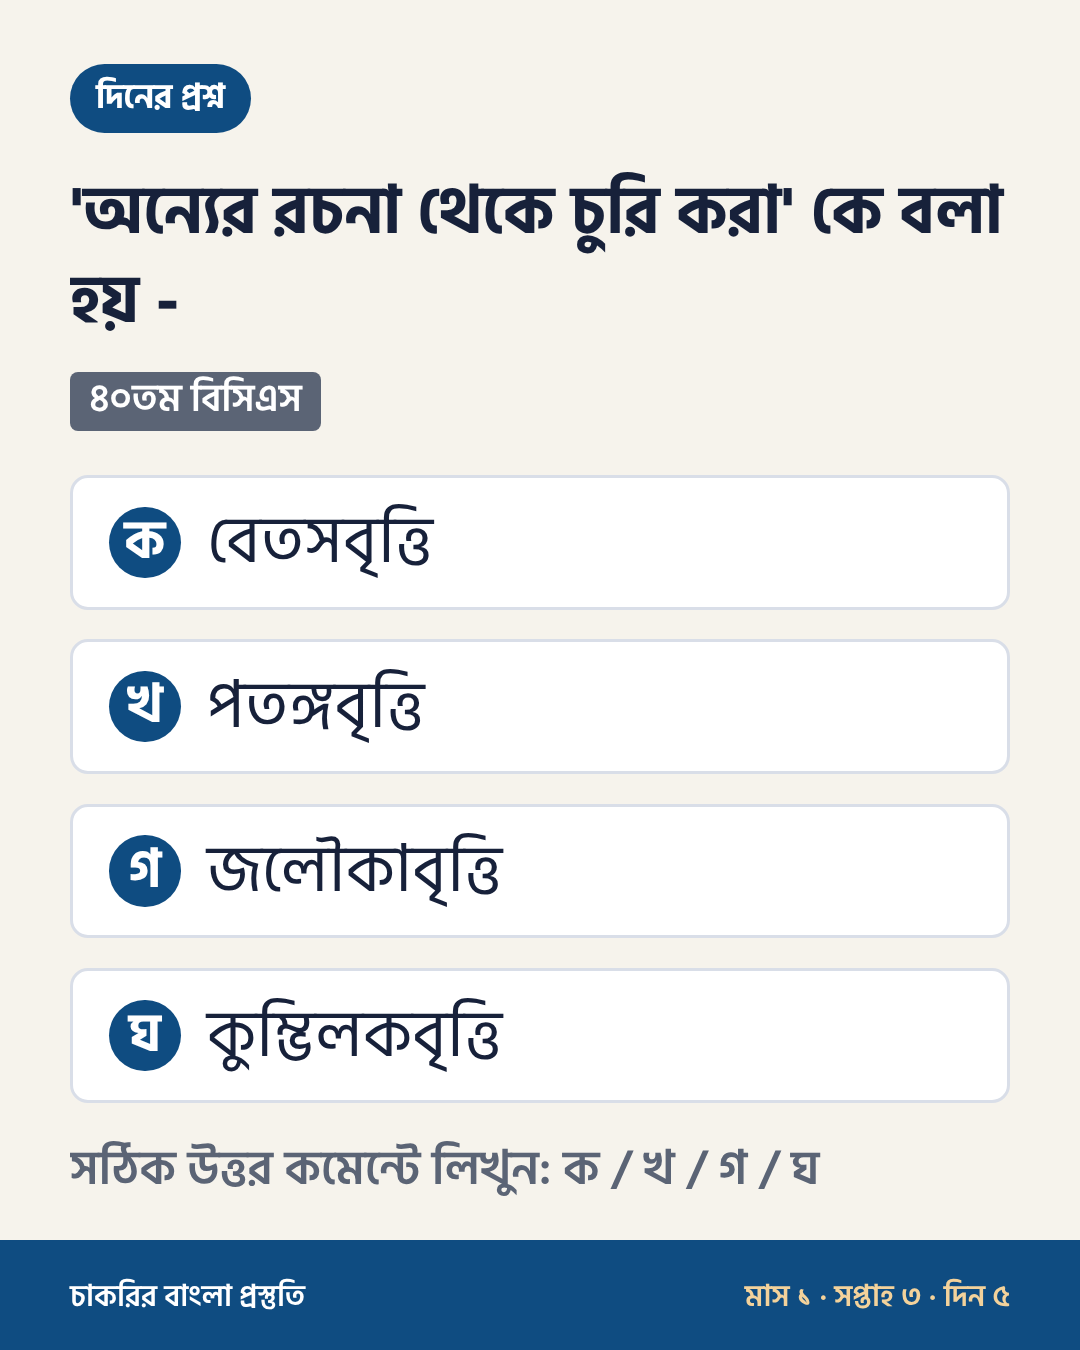 দিনের প্রশ্ন
'অন্যের রচনা থেকে চুরি করা' কে বলা
হয় -
৪০তম বিসিএস
ক বেতসবৃত্তি
খ পতঙ্গবৃত্তি
গ জলৌকাবৃত্তি
ঘ কুম্ভিলকবৃত্তি
সঠিক উত্তর কমেন্টে লিখুন: ক / খ / গ / ঘ
চাকরির বাংলা প্রস্তুতি
মাস ১ · সপ্তাহ ৩ · দিন ৫